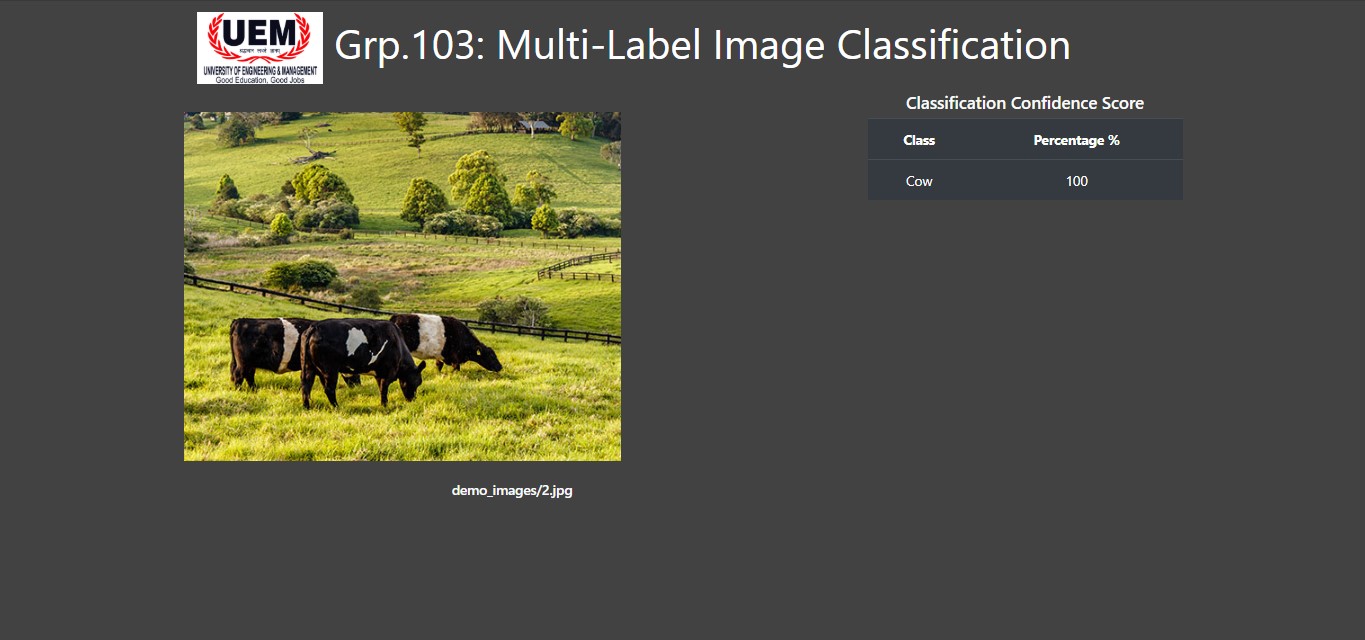 UEM
UNIVERSITY OF ENGINEERING & MANAGEMENT
Good Education, Good Jobs
Grp.103: Multi-Label Image Classification
Classification Confidence Score
Class Percentage %
Cow 100
demo_images/2.jpg